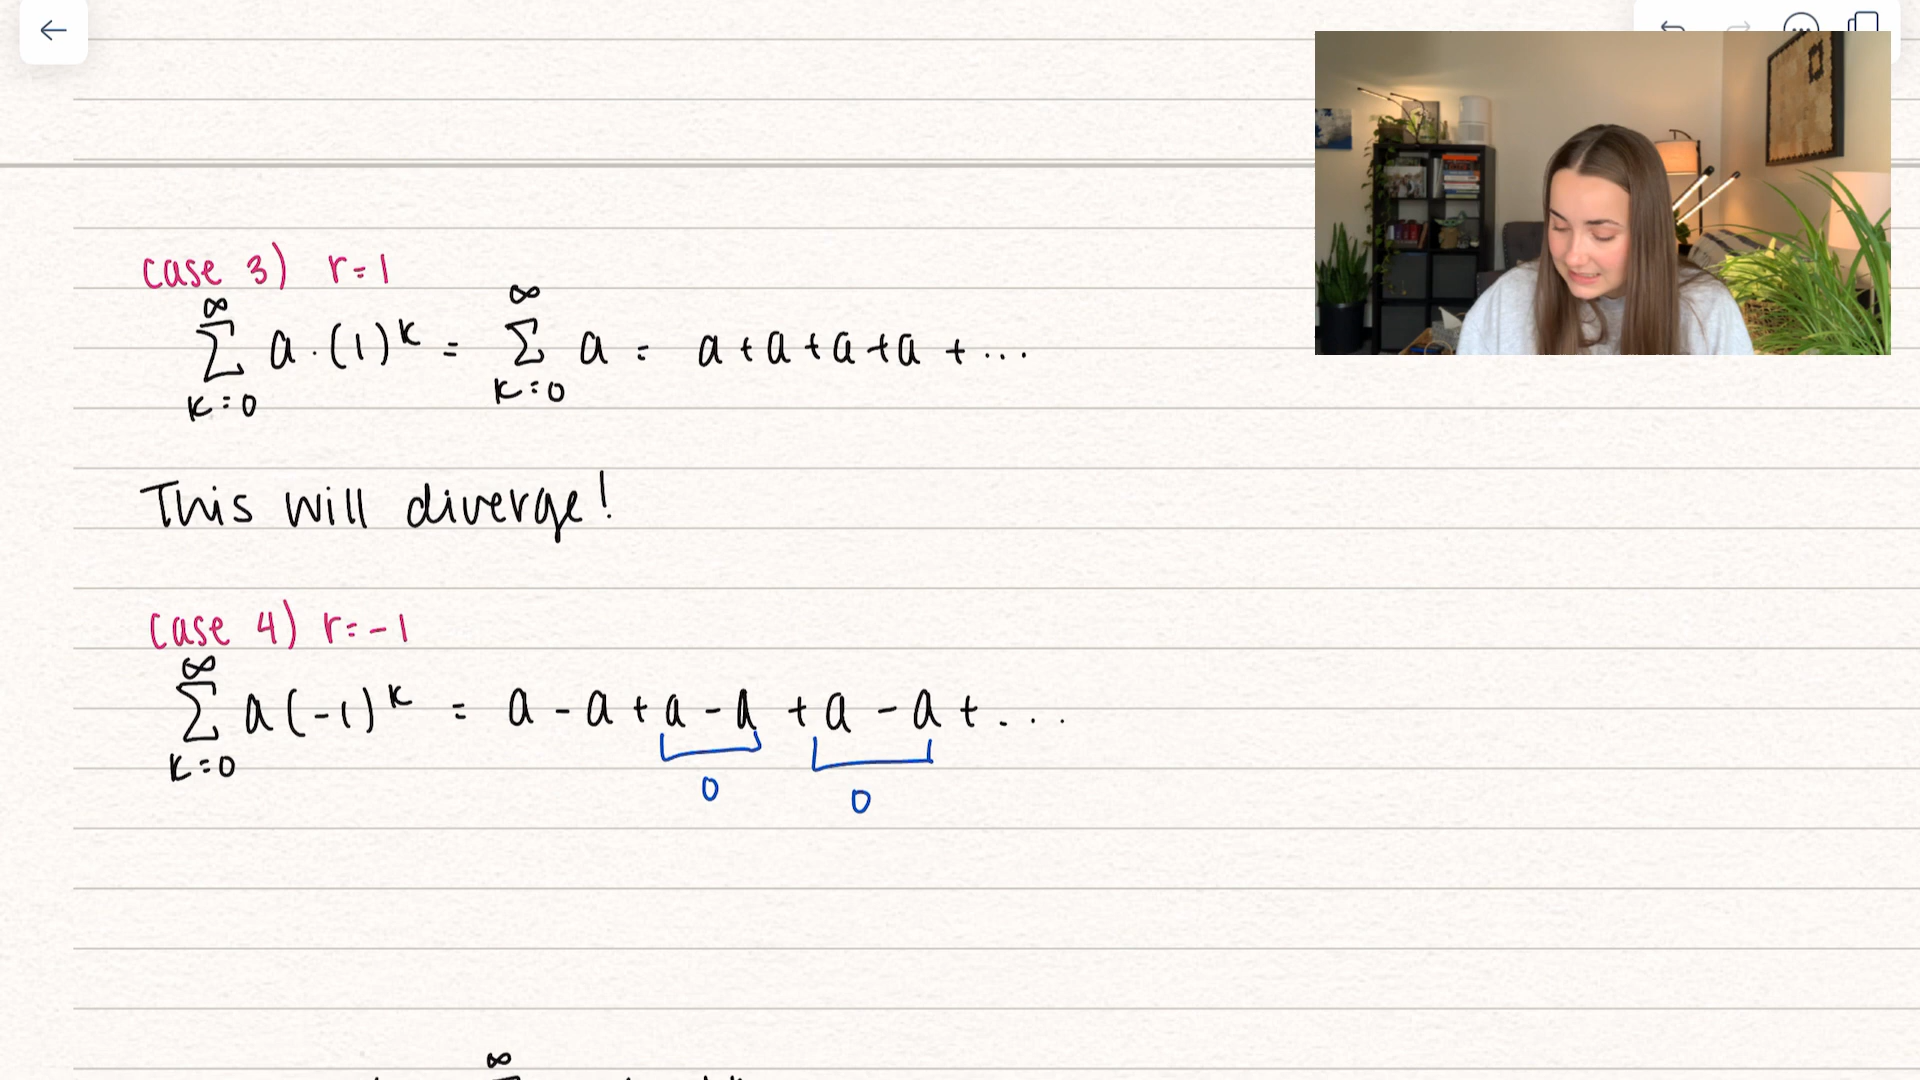 case 3) r=1
∞ ∞
∑ a·(1)^k = ∑ a = a+a+a+a+...
k=0 k=0
This will diverge!
case 4) r=-1
∞
∑ a(-1)^k = a-a+a-a+a-a+...
k=0
0 0
∞